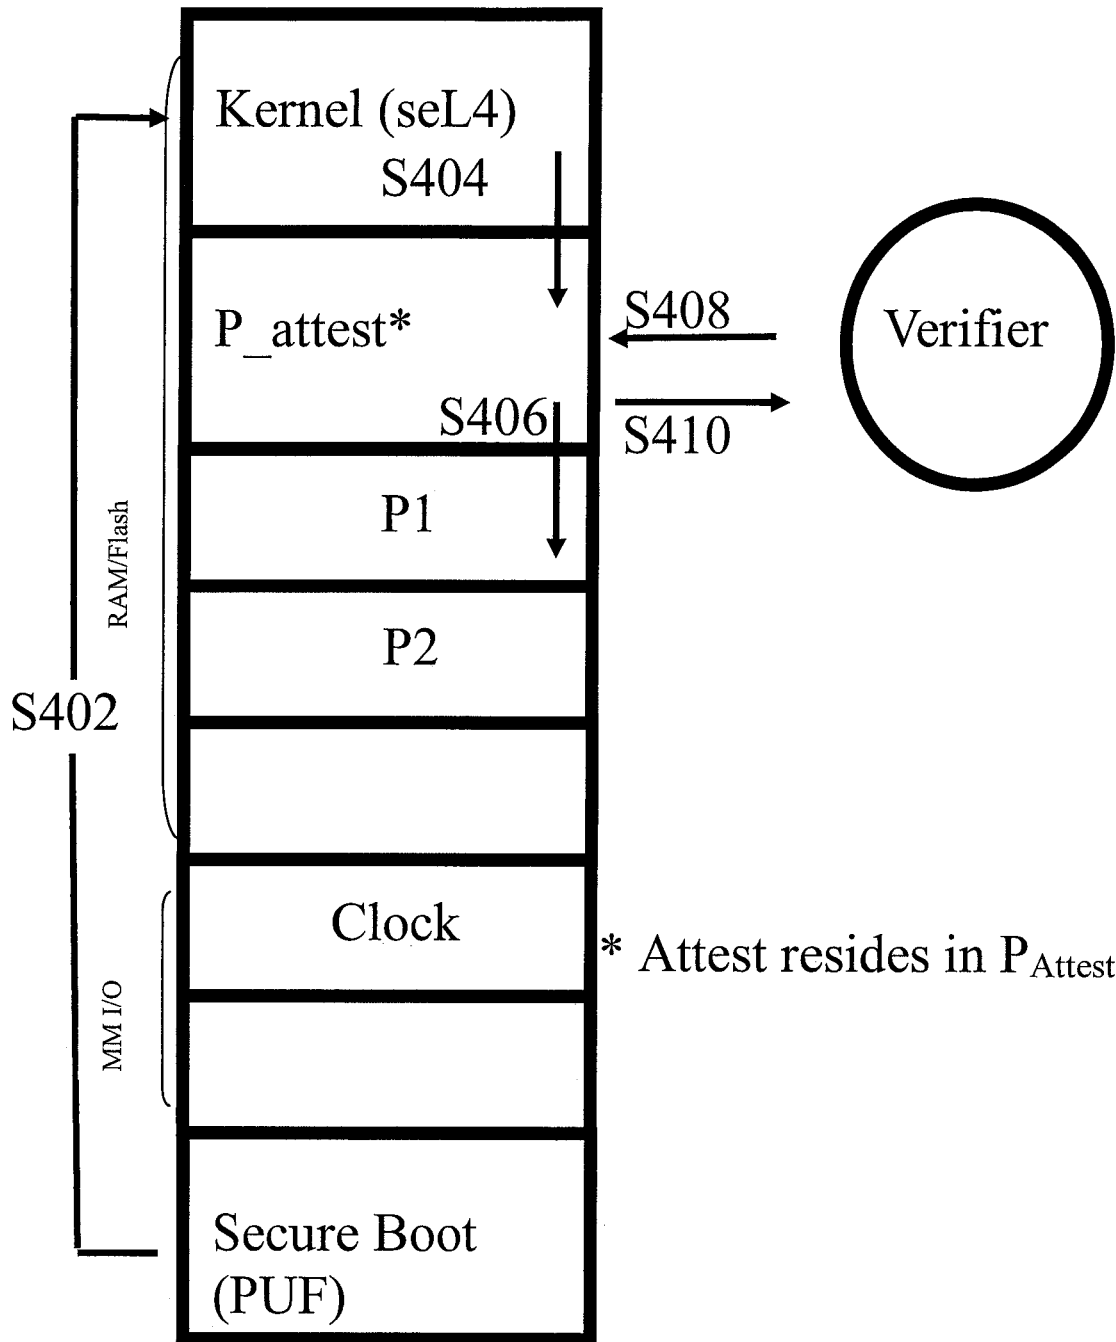 Kernel (seL4)
S404
P_attest*
S408
Verifier
S406
S410
P1
RAM/Flash
P2
S402
Clock
* Attest resides in PAttest
MM I/O
Secure Boot
(PUF)